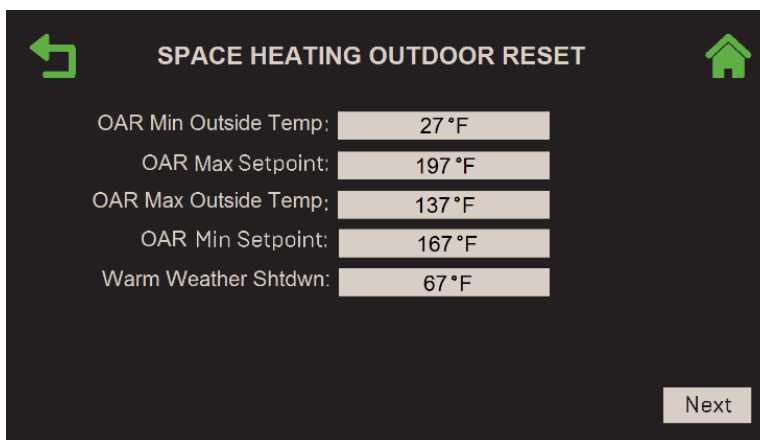 SPACE HEATING OUTDOOR RESET
OAR Min Outside Temp: 27°F
OAR Max Setpoint: 197°F
OAR Max Outside Temp: 137°F
OAR Min Setpoint: 167°F
Warm Weather Shtdwn: 67°F
Next